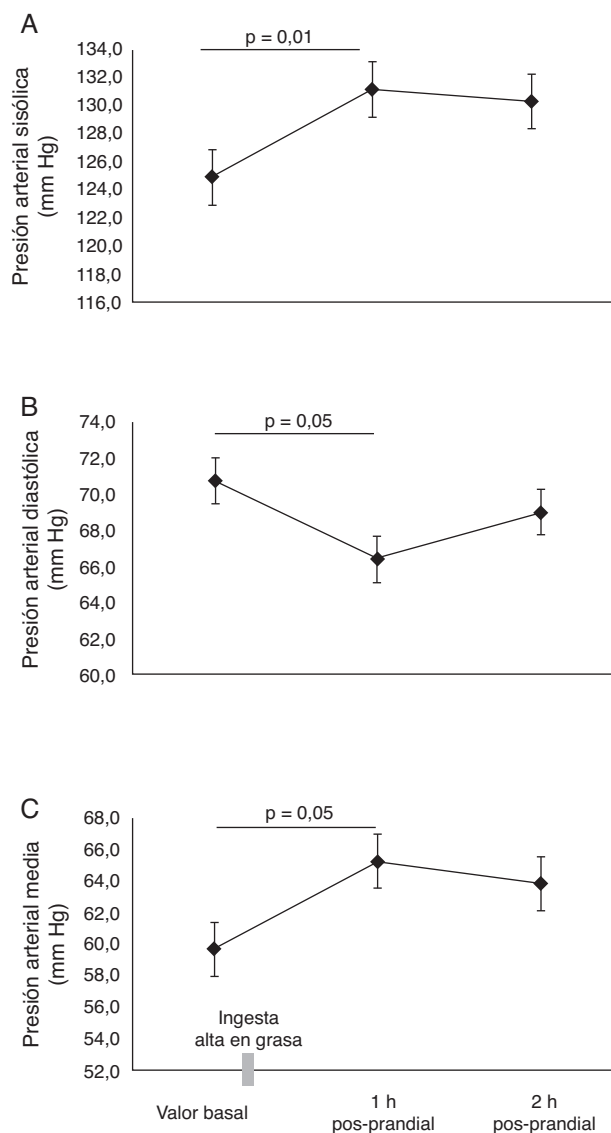 A
p = 0,01
134,0
132,0
130,0
128,0
126,0
124,0
122,0
120,0
118,0
116,0
Presión arterial sisólica
(mm Hg)
B
p = 0,05
74,0
72,0
70,0
68,0
66,0
64,0
62,0
60,0
Presión arterial diastólica
(mm Hg)
C
p = 0,05
68,0
66,0
64,0
62,0
60,0
58,0
56,0
54,0
52,0
Presión arterial media
(mm Hg)
Ingesta
alta en grasa
Valor basal
1 h
pos-prandial
2 h
pos-prandial